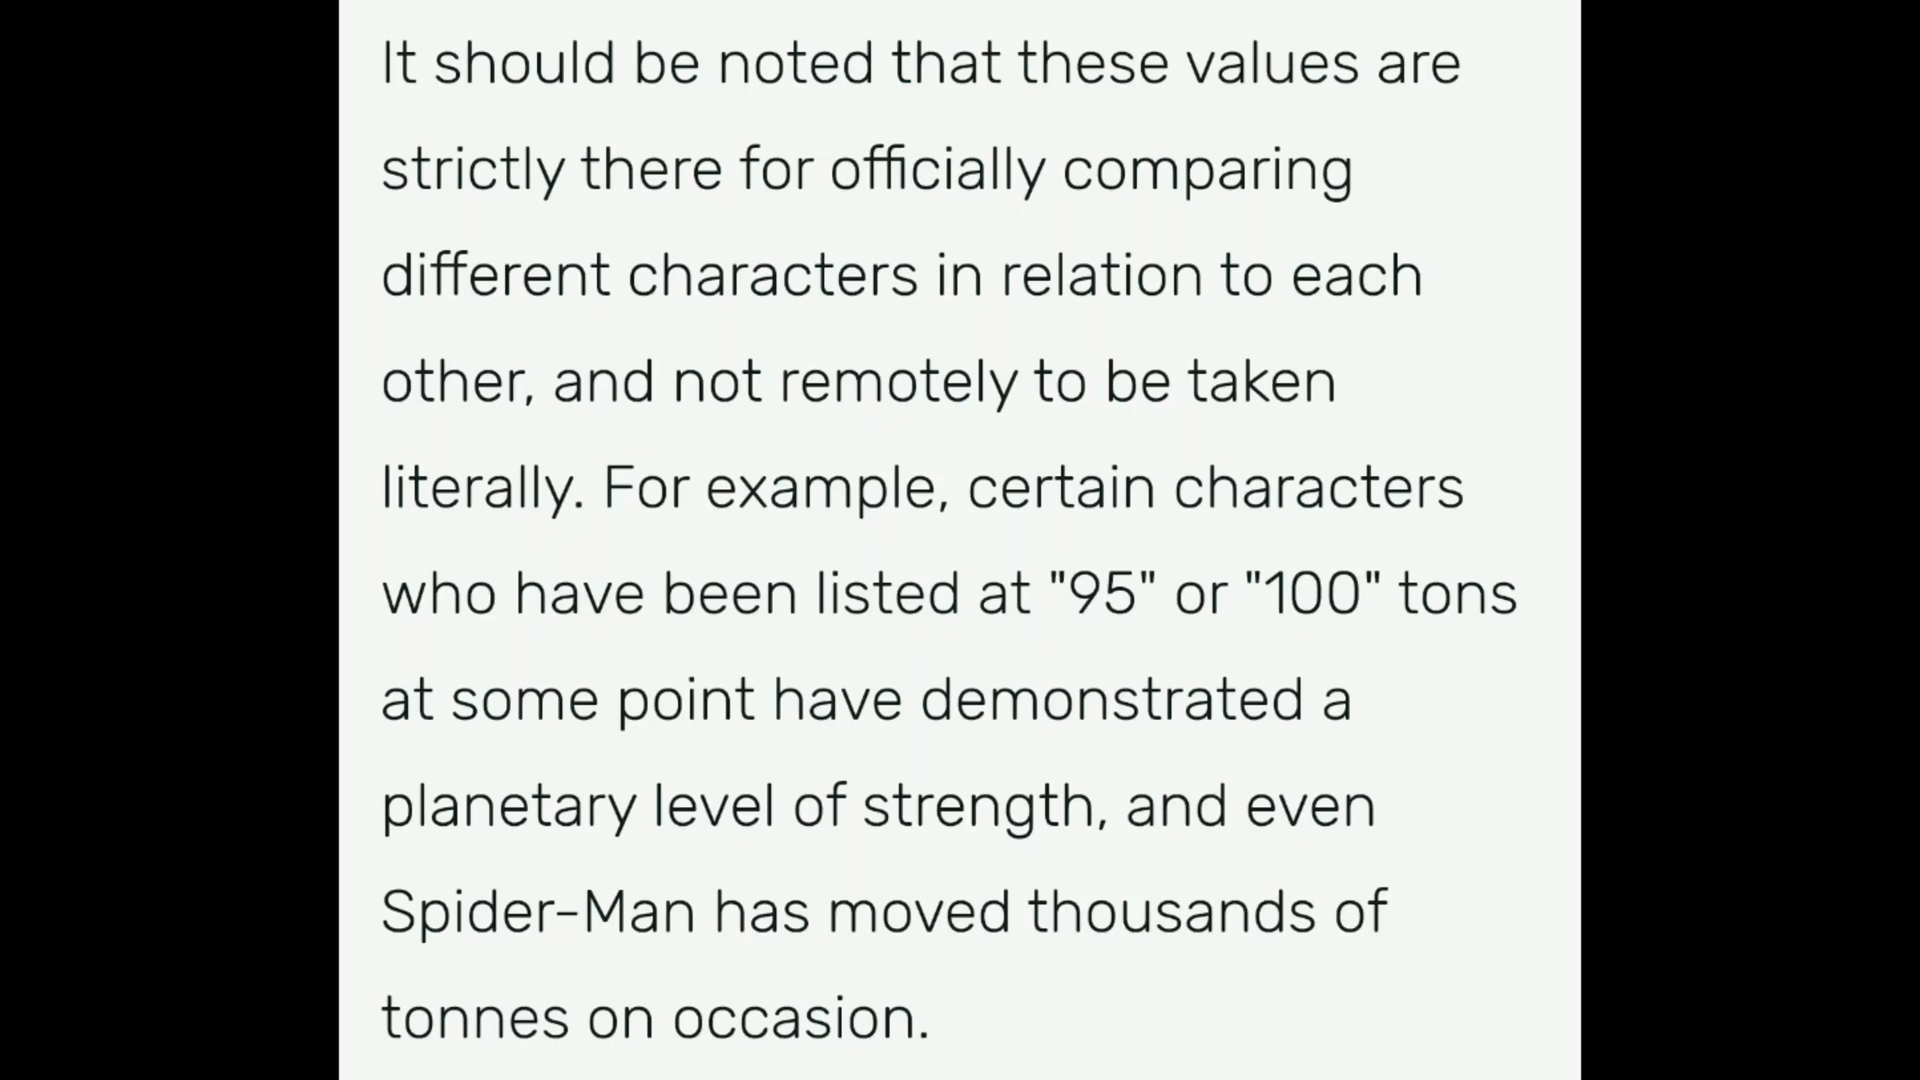 It should be noted that these values are
strictly there for officially comparing
different characters in relation to each
other, and not remotely to be taken
literally. For example, certain characters
who have been listed at "95" or "100" tons
at some point have demonstrated a
planetary level of strength, and even
Spider-Man has moved thousands of
tonnes on occasion.